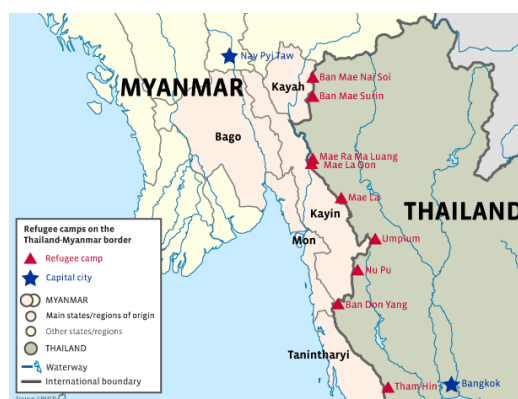 Nay Pyi Taw
MYANMAR
Kayah
Ban Mae Nai Soi
Ban Mae Surin
Bago
Mae Ra Ma Luang
Mae La Oon
Mae La
Kayin
THAILAND
Mon
Umpium
Nu Pu
Ban Don Yang
Tanintharyi
Tham Hin
Bangkok
Refugee camps on the
Thailand-Myanmar border
Refugee camp
Capital city
MYANMAR
Main states/regions of origin
Other states/regions
THAILAND
Waterway
International boundary
Source: UNHCR